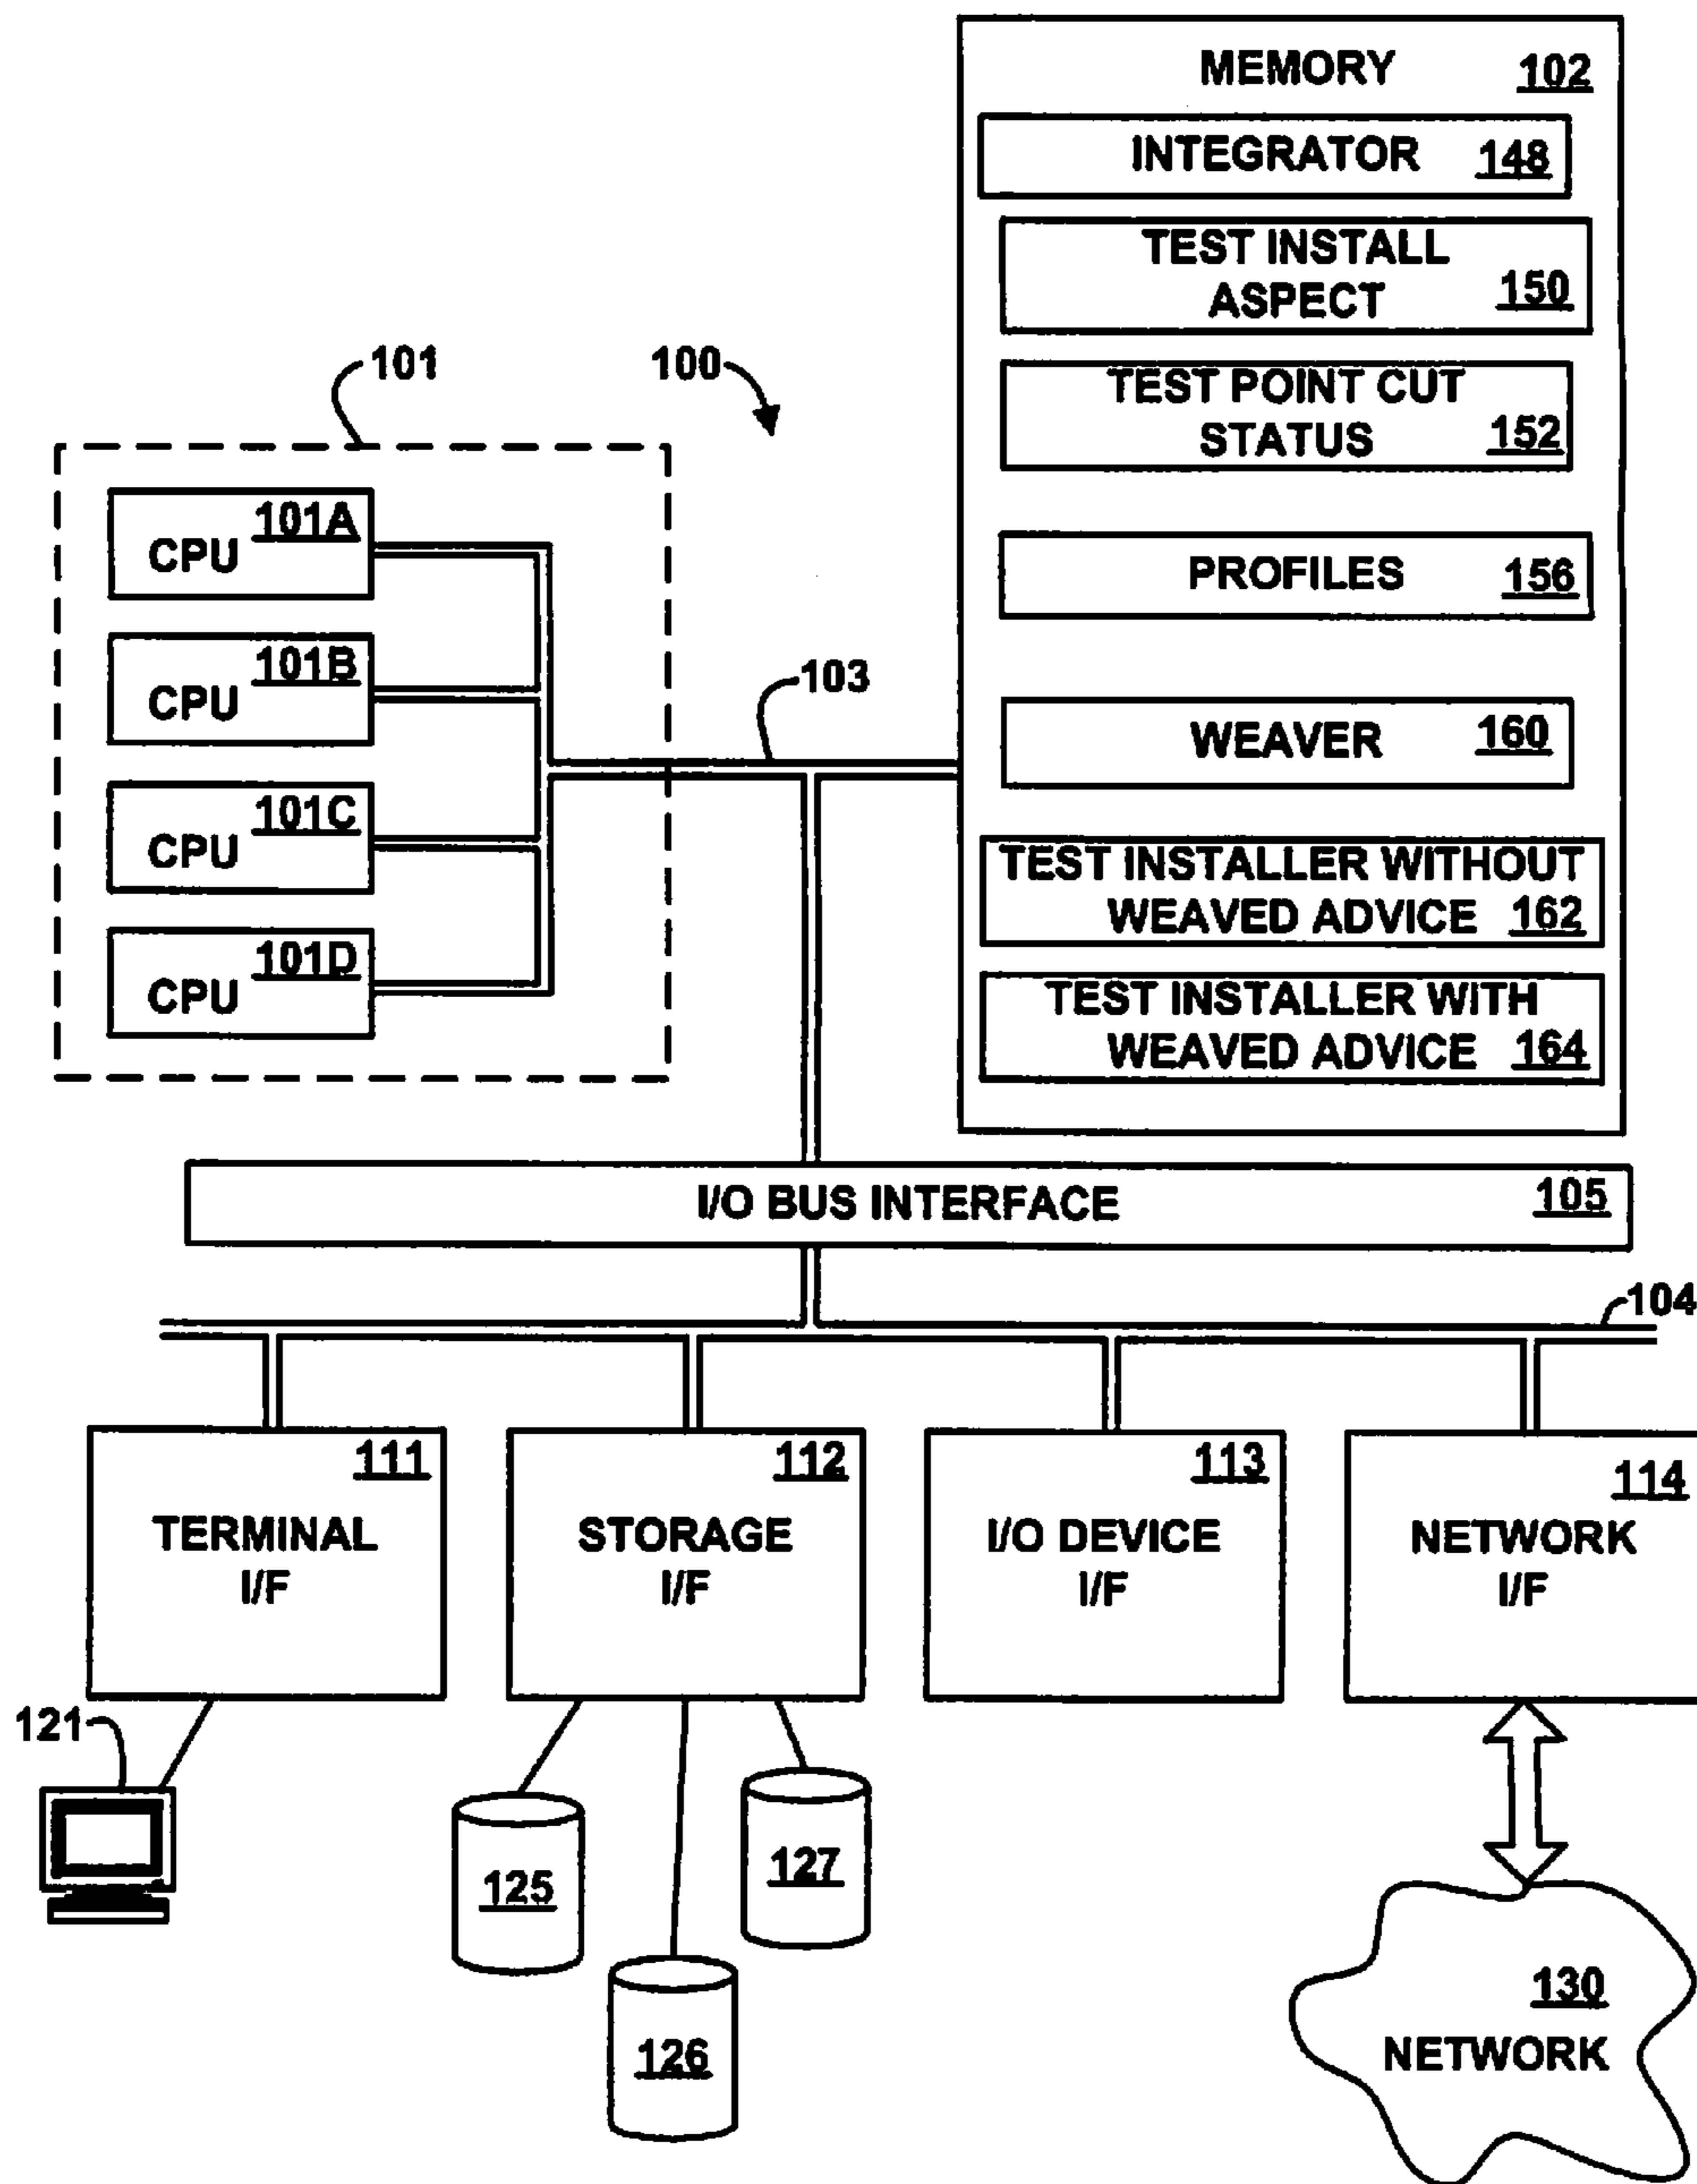 MEMORY 102
INTEGRATOR 148
TEST INSTALL
ASPECT 150
TEST POINT CUT
STATUS 152
PROFILES 156
WEAVER 160
TEST INSTALLER WITHOUT
WEAVED ADVICE 162
TEST INSTALLER WITH
WEAVED ADVICE 164
101
100
CPU 101A
CPU 101B
CPU 101C
CPU 101D
103
I/O BUS INTERFACE 105
104
111
TERMINAL
I/F
112
STORAGE
I/F
113
I/O DEVICE
I/F
114
NETWORK
I/F
121
125
126
127
130
NETWORK